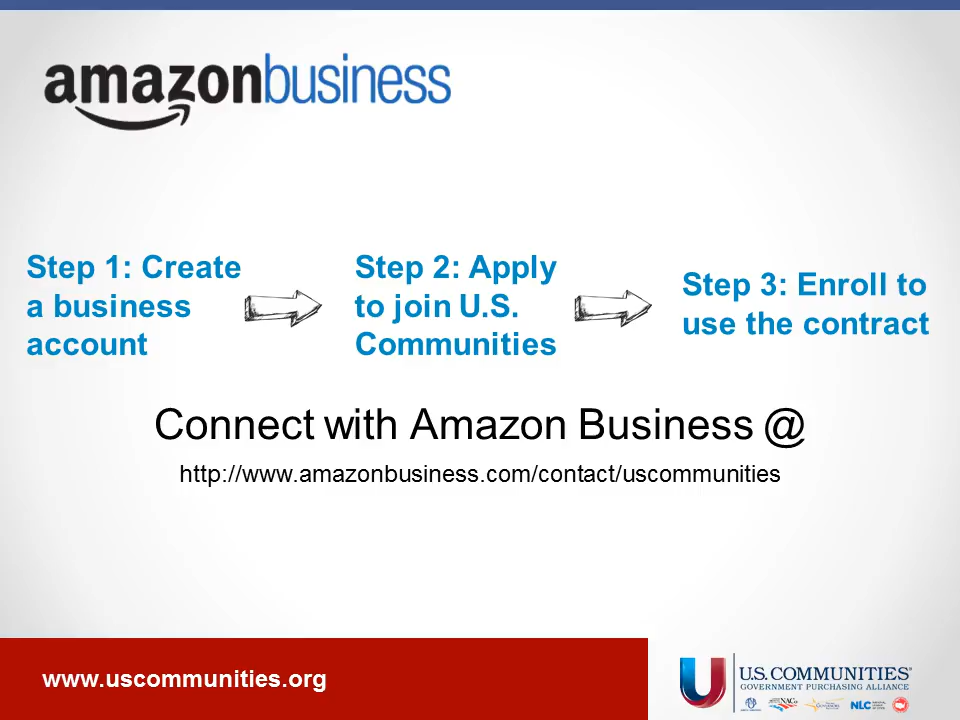 amazonbusiness
Step 1: Create
a business
account
Step 2: Apply
to join U.S.
Communities
Step 3: Enroll to
use the contract
Connect with Amazon Business @
http://www.amazonbusiness.com/contact/uscommunities
www.uscommunities.org
U.S. COMMUNITIES®
GOVERNMENT PURCHASING ALLIANCE
NACo
NLC